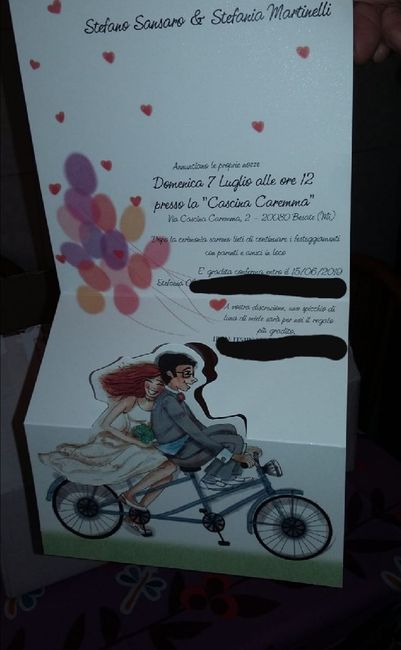 Stefano Sansaro & Stefania Martinelli
Annunciano le proprie nozze
Domenica 7 Luglio alle ore 12
presso la "Cascina Caremma"
Via Cascina Caremma, 2 - 20080 Besate (Mi)
Dopo la cerimonia saremo lieti di continuare i festeggiamenti
con parenti e amici in loco
E' gradita conferma entro il 15/06/2019
Stefania
A vostra discrezione, uno spicchio di
luna di miele sarà per noi il regalo
più gradito.